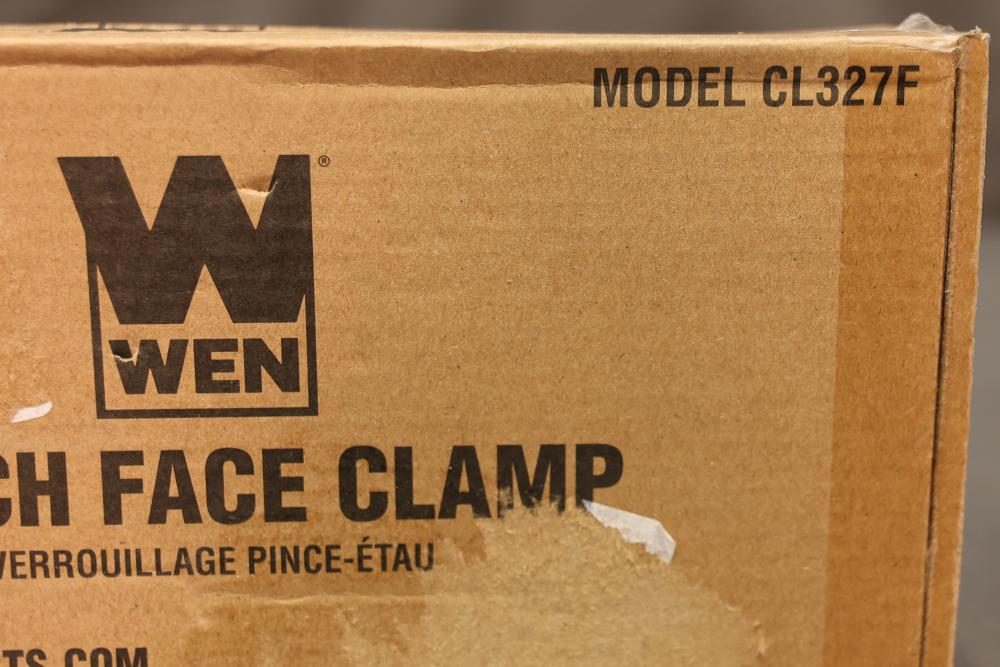 MODEL CL327F
W®
WEN
CH FACE CLAMP
VERROUILLAGE PINCE-ÉTAU
TS.COM